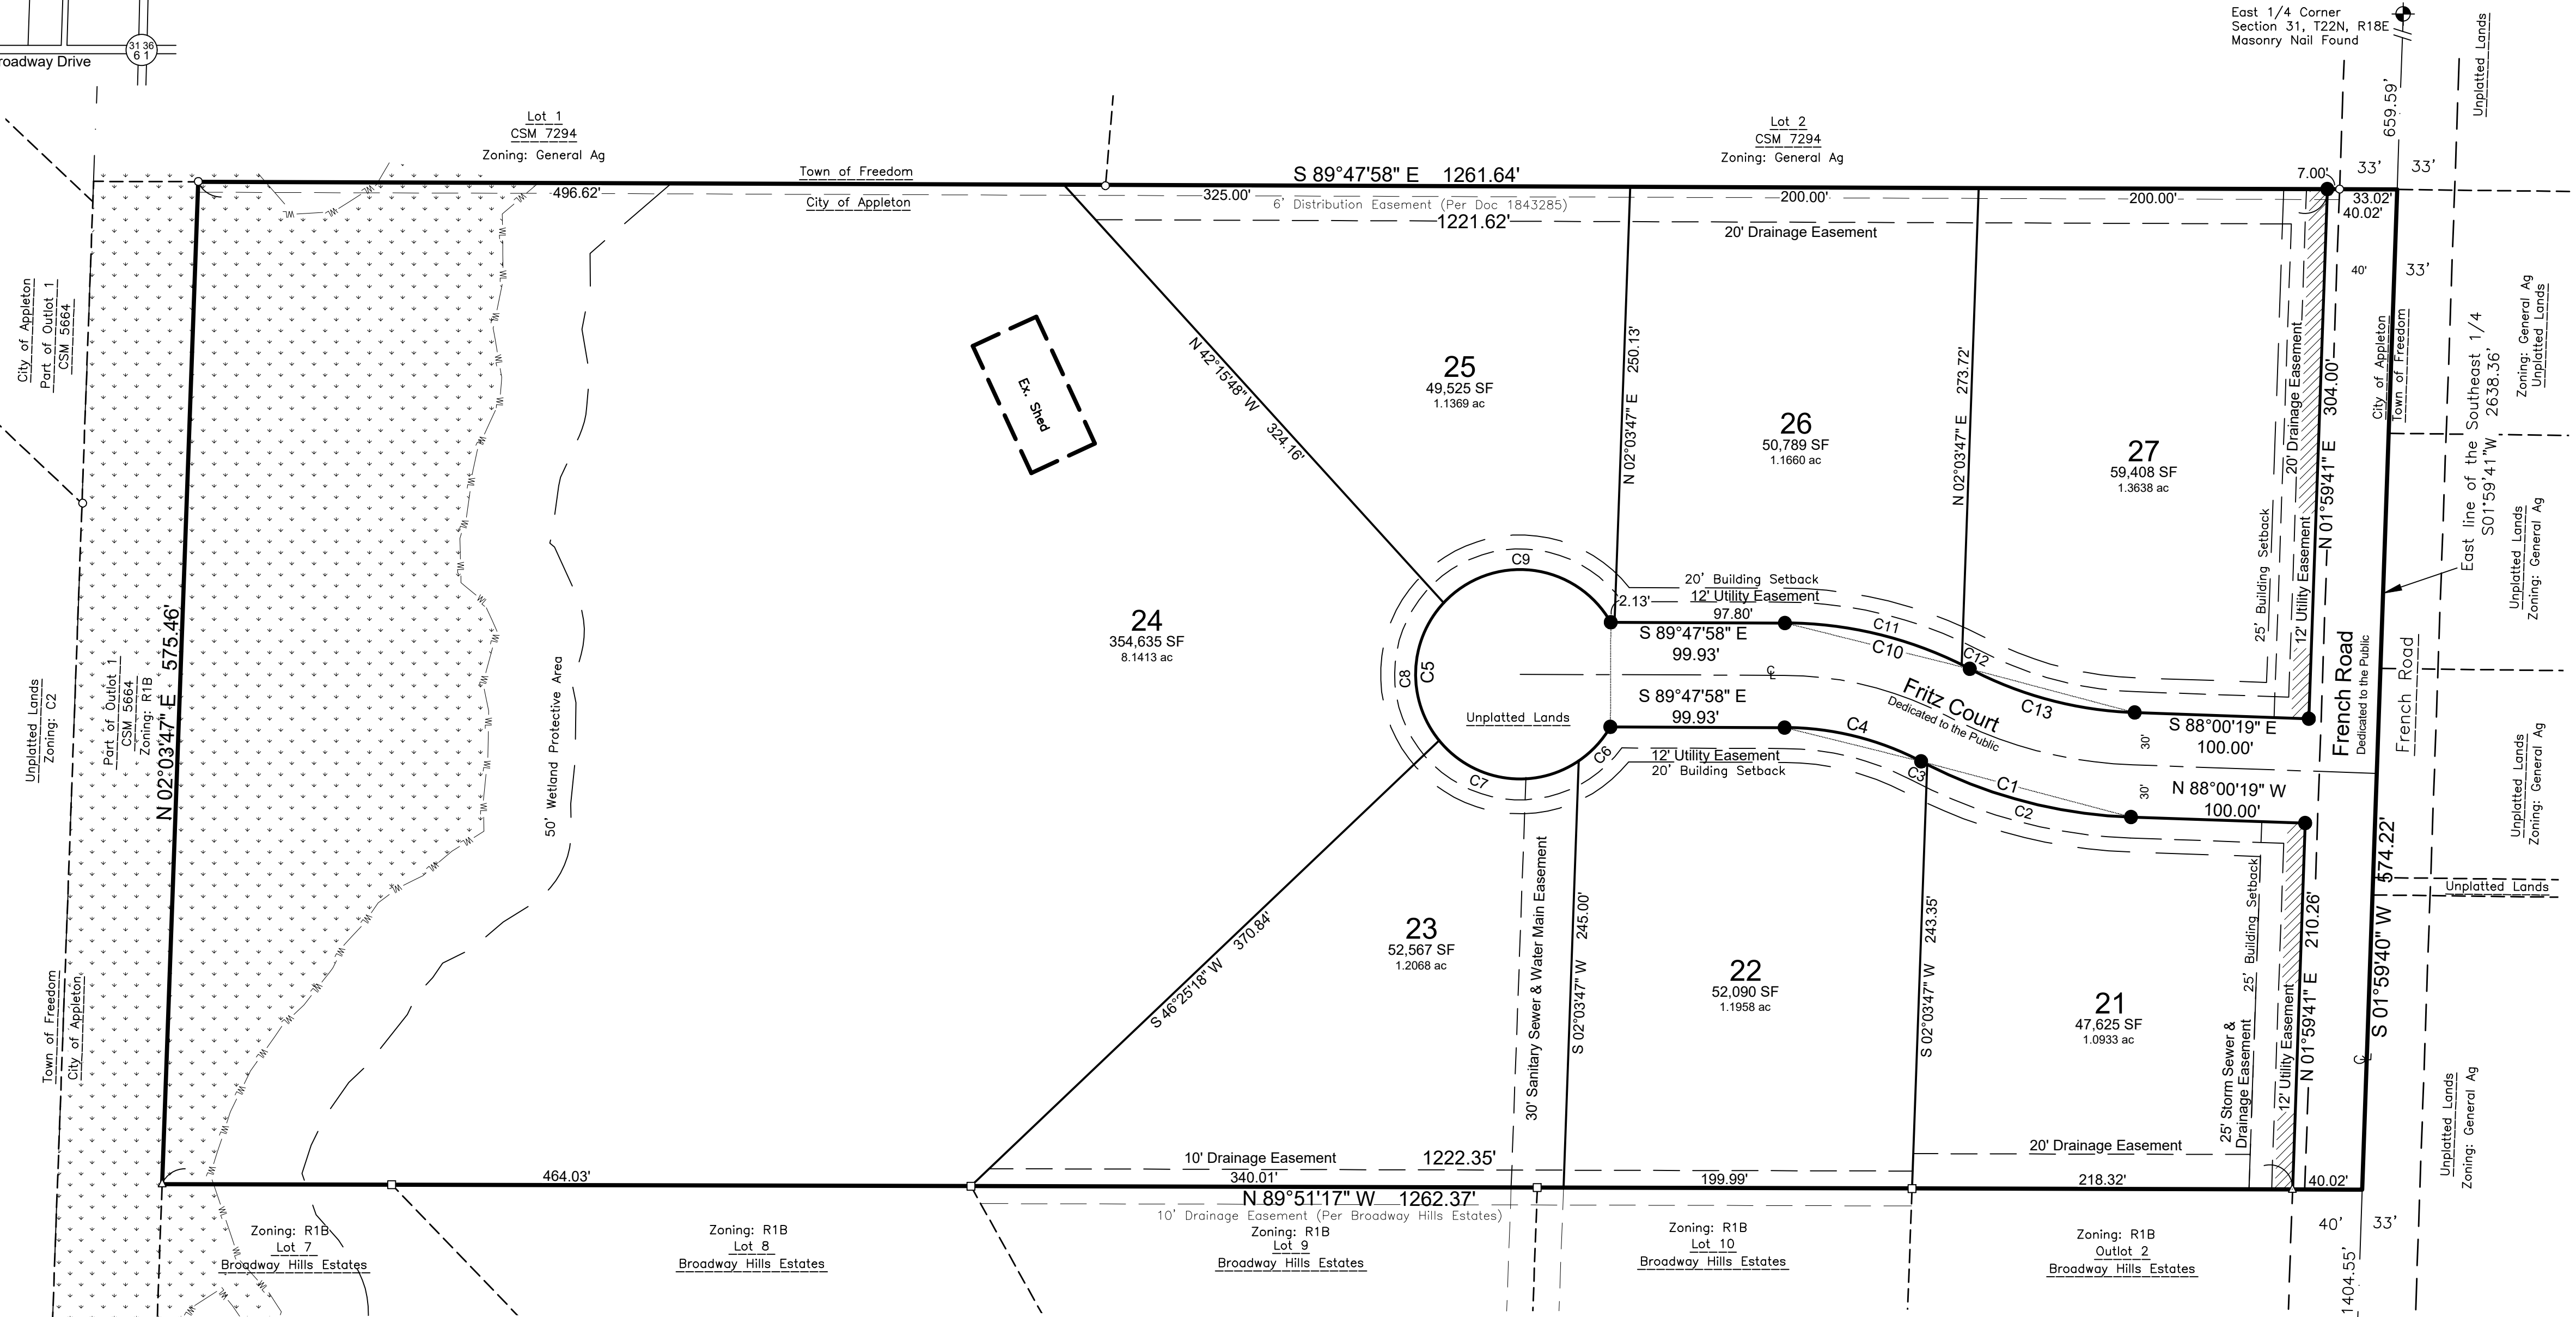 31 36
6 1
roadway Drive
East 1/4 Corner
Section 31, T22N, R18E
Masonry Nail Found
Unplatted Lands
659.59'
Lot 1
CSM 7294
Zoning: General Ag
Lot 2
CSM 7294
Zoning: General Ag
Town of Freedom
City of Appleton
S 89°47'58" E 1261.64'
496.62'
325.00'
6' Distribution Easement (Per Doc 1843285)
1221.62'
200.00'
200.00'
20' Drainage Easement
7.00'
33'
33'
33.02'
40.02'
40'
33'
City of Appleton
Part of Outlot 1
CSM 5664
Unplatted Lands
Zoning: C2
Part of Outlot 1
CSM 5664
Zoning: R1B
N 02°03'47" E 575.46'
Town of Freedom
City of Appleton
50' Wetland Protective Area
WL
Ex. Shed
24
354,635 SF
8.1413 ac
N 42°15'48" W
324.16'
25
49,525 SF
1.1369 ac
N 02°03'47" E 250.13'
26
50,789 SF
1.1660 ac
N 02°03'47" E 273.72'
27
59,408 SF
1.3638 ac
20' Drainage Easement
25' Building Setback
12' Utility Easement
N 01°59'41" E 304.00'
City of Appleton
Town of Freedom
East line of the Southeast 1/4
S01°59'41"W 2638.36'
Zoning: General Ag
Unplatted Lands
Unplatted Lands
Zoning: General Ag
Unplatted Lands
Zoning: General Ag
Unplatted Lands
Unplatted Lands
Zoning: General Ag
C9
C8
C5
C7
C6
Unplatted Lands
20' Building Setback
12' Utility Easement
2.13'
97.80'
S 89°47'58" E
99.93'
C11
C10
C12
C13
S 89°47'58" E
99.93'
C4
C3
C1
C2
Fritz Court
Dedicated to the Public
S 88°00'19" E
100.00'
30'
30'
N 88°00'19" W
100.00'
French Road
Dedicated to the Public
French Road
12' Utility Easement
20' Building Setback
S 46°25'18" W
370.84'
23
52,567 SF
1.2068 ac
30' Sanitary Sewer & Water Main Easement
S 02°03'47" W 245.00'
22
52,090 SF
1.1958 ac
S 02°03'47" W 243.35'
21
47,625 SF
1.0933 ac
25' Storm Sewer &
Drainage Easement
25' Building Setback
12' Utility Easement
N 01°59'41" E 210.26'
S 01°59'40" W 574.22'
20' Drainage Easement
10' Drainage Easement
1222.35'
464.03'
340.01'
199.99'
218.32'
40.02'
N 89°51'17" W 1262.37'
10' Drainage Easement (Per Broadway Hills Estates)
Zoning: R1B
Lot 7
Broadway Hills Estates
Zoning: R1B
Lot 8
Broadway Hills Estates
Zoning: R1B
Lot 9
Broadway Hills Estates
Zoning: R1B
Lot 10
Broadway Hills Estates
Zoning: R1B
Outlot 2
Broadway Hills Estates
40'
33'
1404.55'